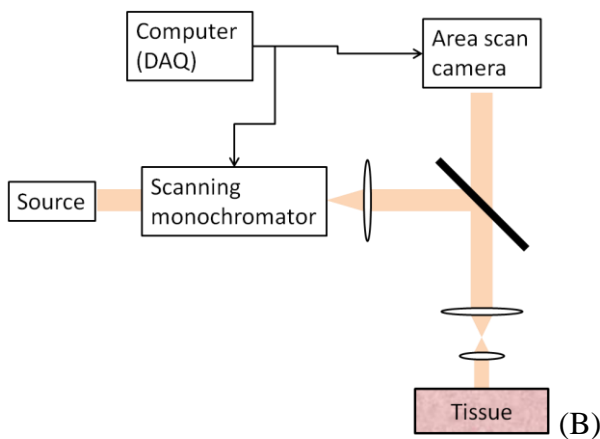 Computer
(DAQ)
Area scan
camera
Source
Scanning
monochromator
Tissue
(B)